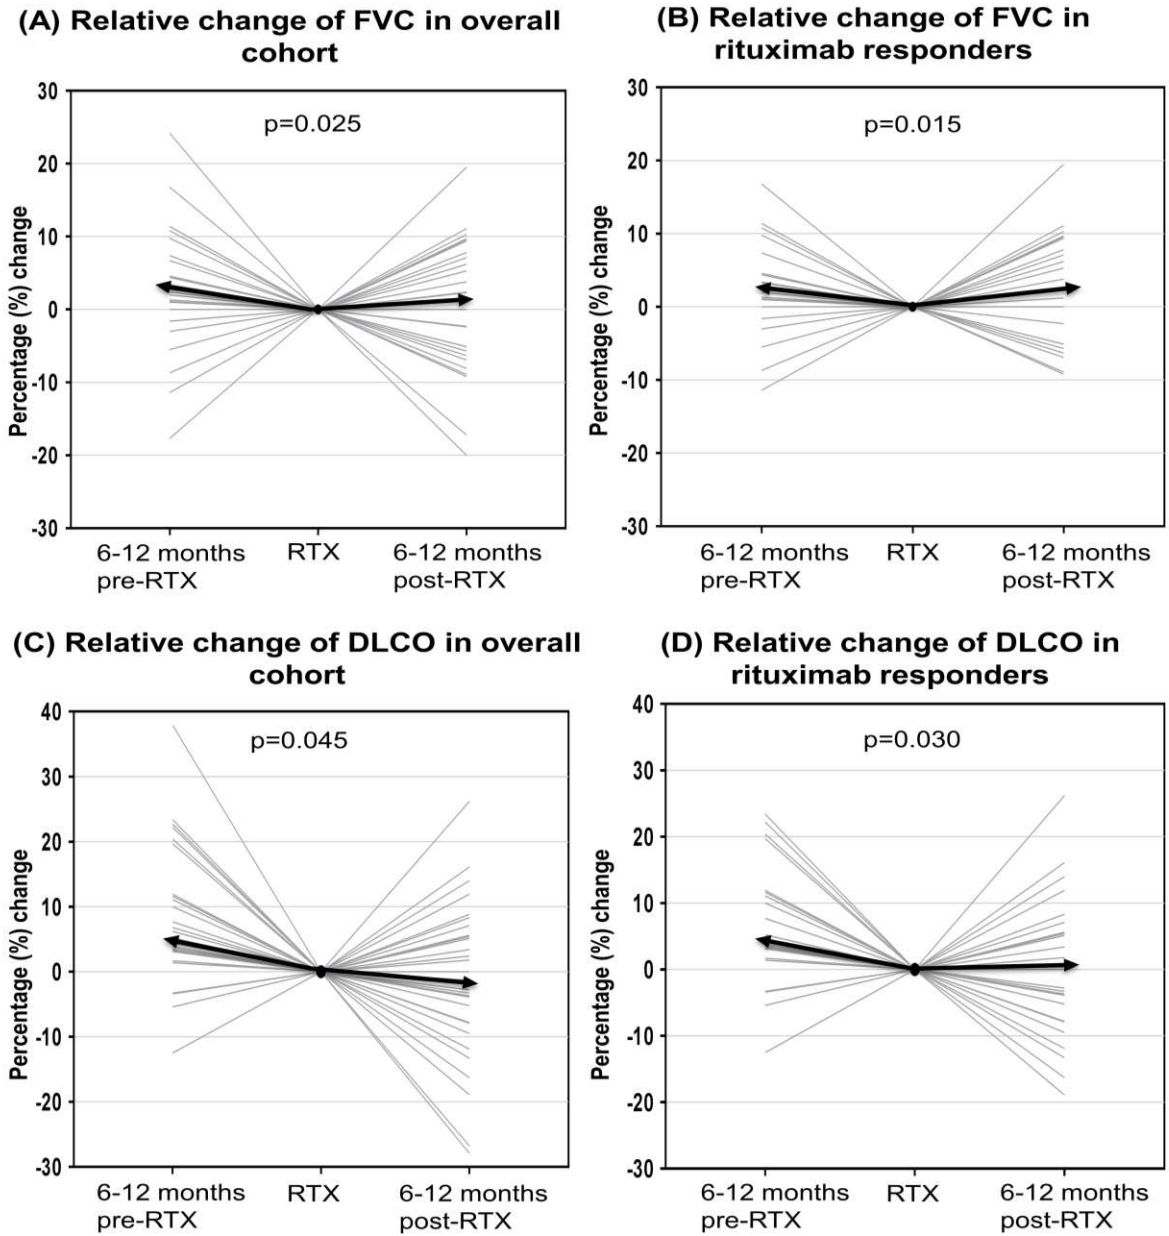 (A) Relative change of FVC in overall
cohort
30
20
10
0
-10
-20
-30
Percentage (%) change
p=0.025
6-12 months
pre-RTX
RTX
6-12 months
post-RTX
(B) Relative change of FVC in
rituximab responders
30
20
10
0
-10
-20
-30
Percentage (%) change
p=0.015
6-12 months
pre-RTX
RTX
6-12 months
post-RTX
(C) Relative change of DLCO in overall
cohort
40
30
20
10
0
-10
-20
-30
Percentage (%) change
p=0.045
6-12 months
pre-RTX
RTX
6-12 months
post-RTX
(D) Relative change of DLCO in
rituximab responders
40
30
20
10
0
-10
-20
-30
Percentage (%) change
p=0.030
6-12 months
pre-RTX
RTX
6-12 months
post-RTX